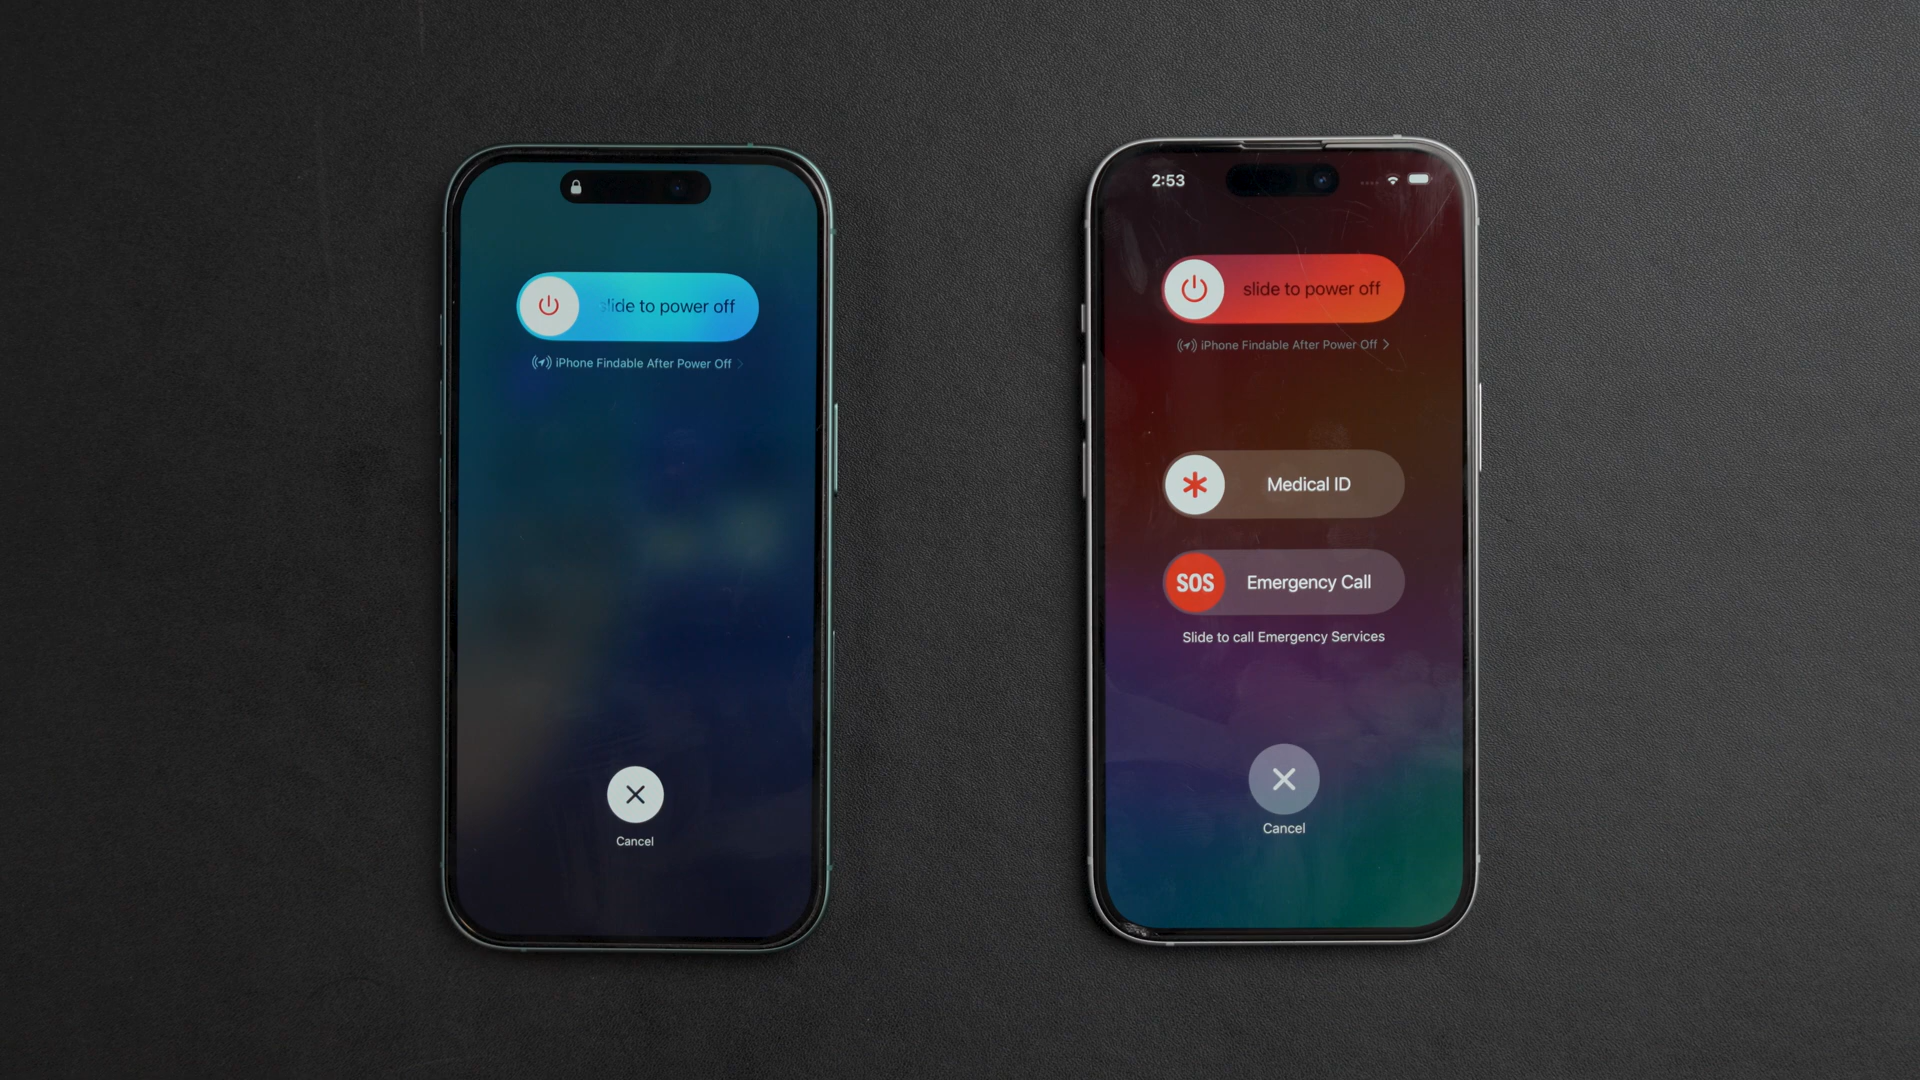 slide to power off
iPhone Findable After Power Off
Cancel
2:53
slide to power off
iPhone Findable After Power Off
Medical ID
SOS Emergency Call
Slide to call Emergency Services
Cancel